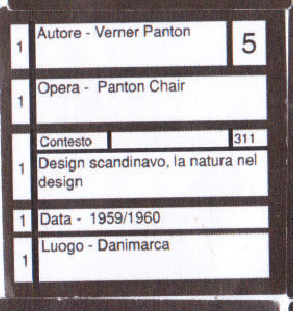 1 Autore - Verner Panton 5
1 Opera - Panton Chair
Contesto 311
1 Design scandinavo, la natura nel
design
1 Data - 1959/1960
1 Luogo - Danimarca